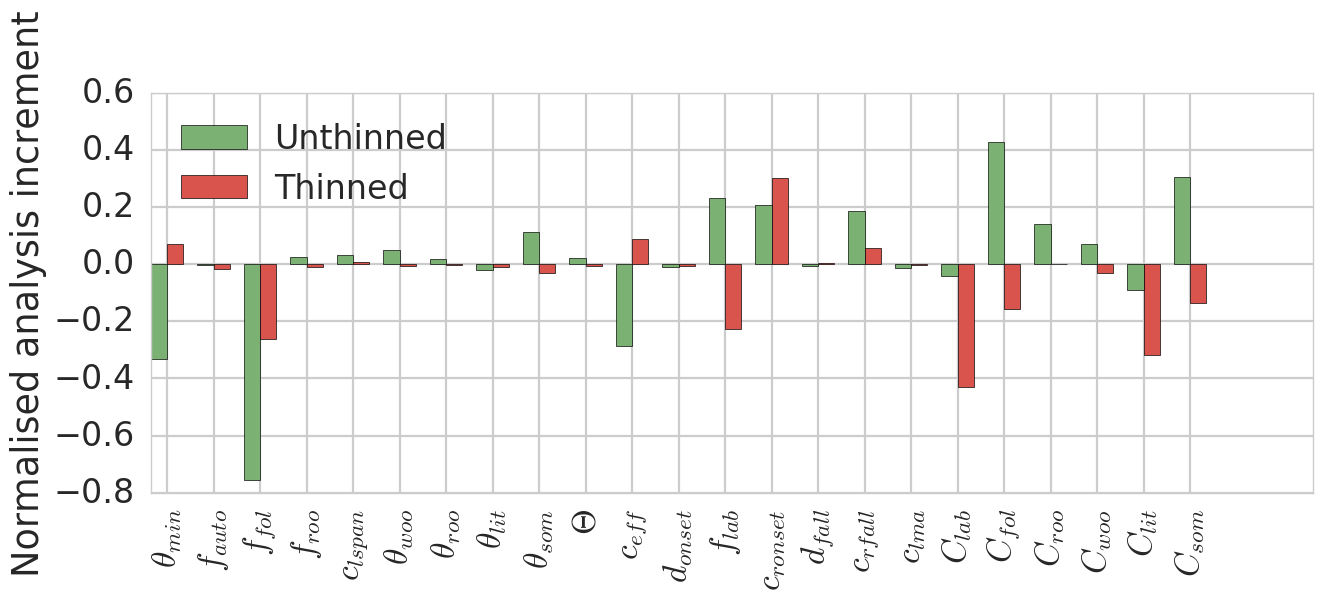 Normalised analysis increment
0.6
0.4
0.2
0.0
−0.2
−0.4
−0.6
−0.8
Unthinned
Thinned
θ_min
f_auto
f_fol
f_roo
c_lspan
θ_woo
θ_roo
θ_lit
θ_som
Θ
c_eff
d_onset
f_lab
c_ronset
d_fall
c_rfall
c_lma
C_lab
C_fol
C_roo
C_woo
C_lit
C_som